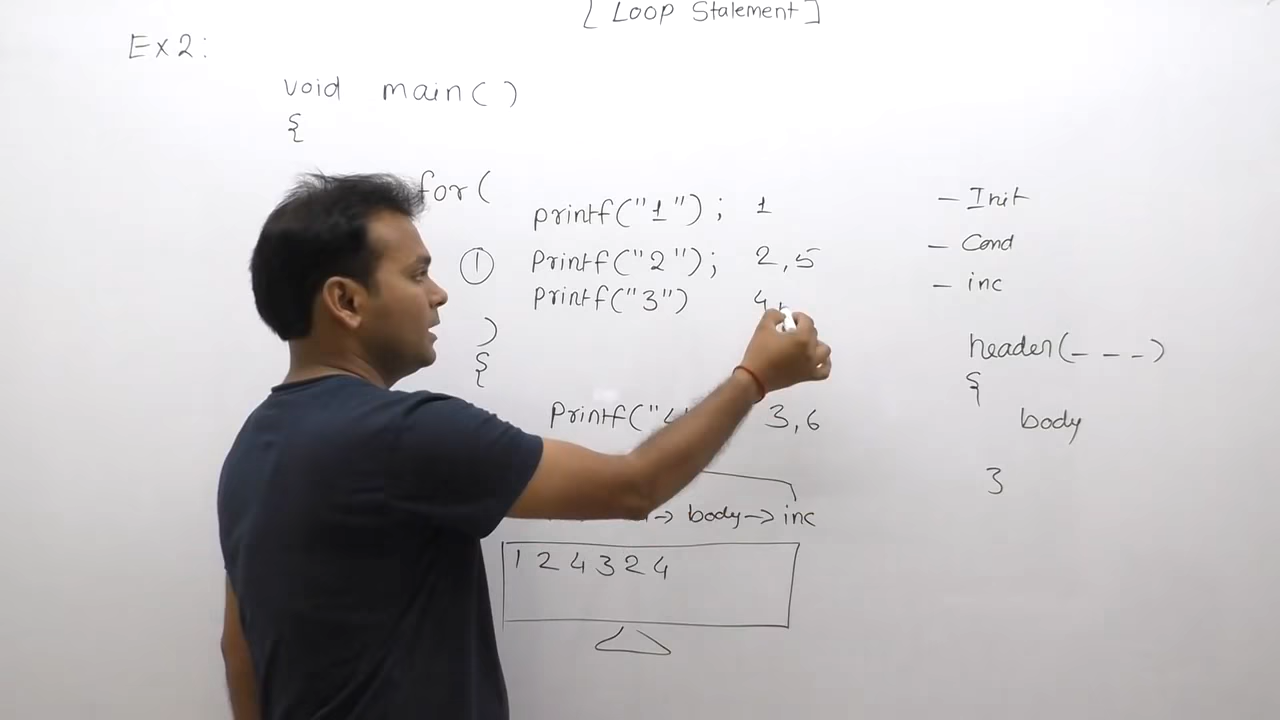 [ Loop Statement ]
Ex2:
void main( )
{
for(
printf("1"); 1
① printf("2"); 2,5
printf("3") 4,
)
{
printf("4 3,6
→ body → inc
1 2 4 3 2 4
- Init
- Cond
- inc
header(_ _ _)
{
body
}